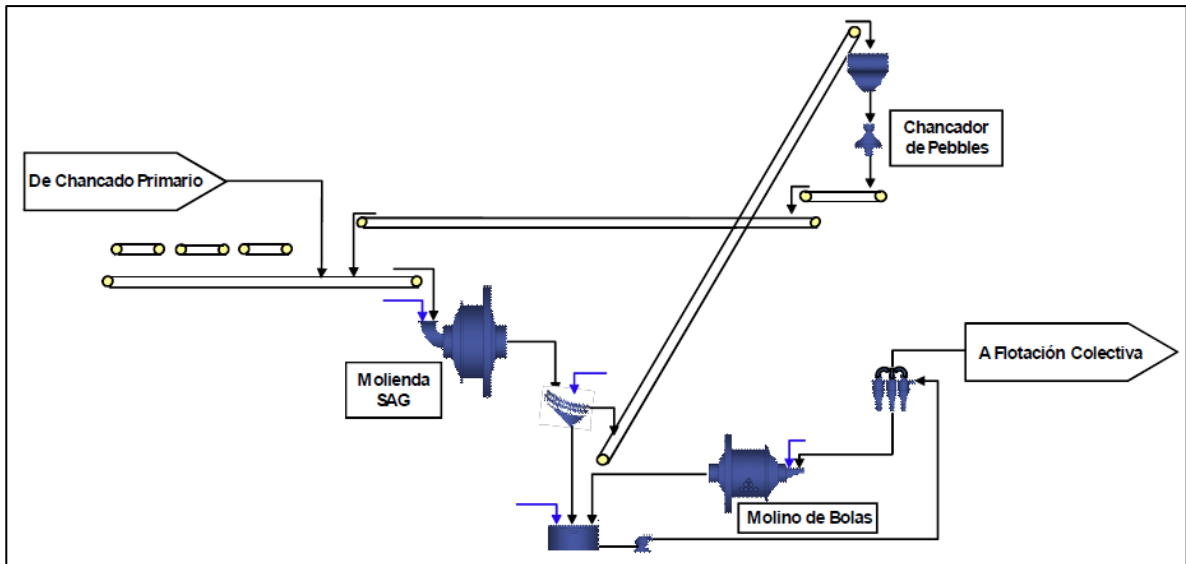 Chancador
de Pebbles
De Chancado Primario
A Flotación Colectiva
Molienda
SAG
Molino de Bolas